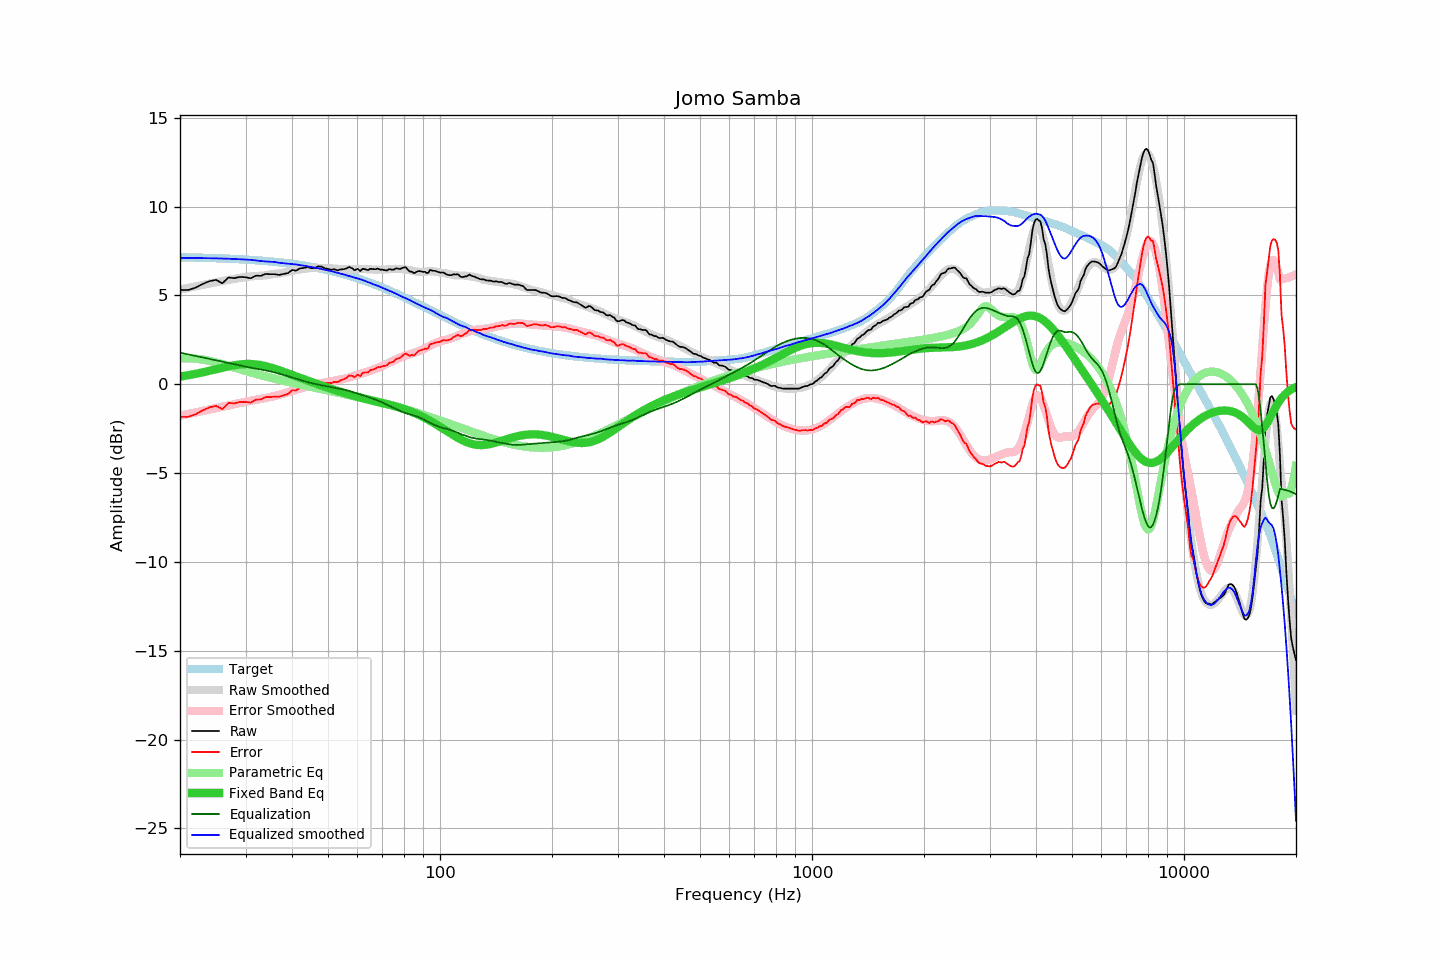 Jomo Samba
15
10
5
0
−5
−10
−15
−20
−25
Amplitude (dBr)
Target
Raw Smoothed
Error Smoothed
Raw
Error
Parametric Eq
Fixed Band Eq
Equalization
Equalized smoothed
100 1000 10000
Frequency (Hz)